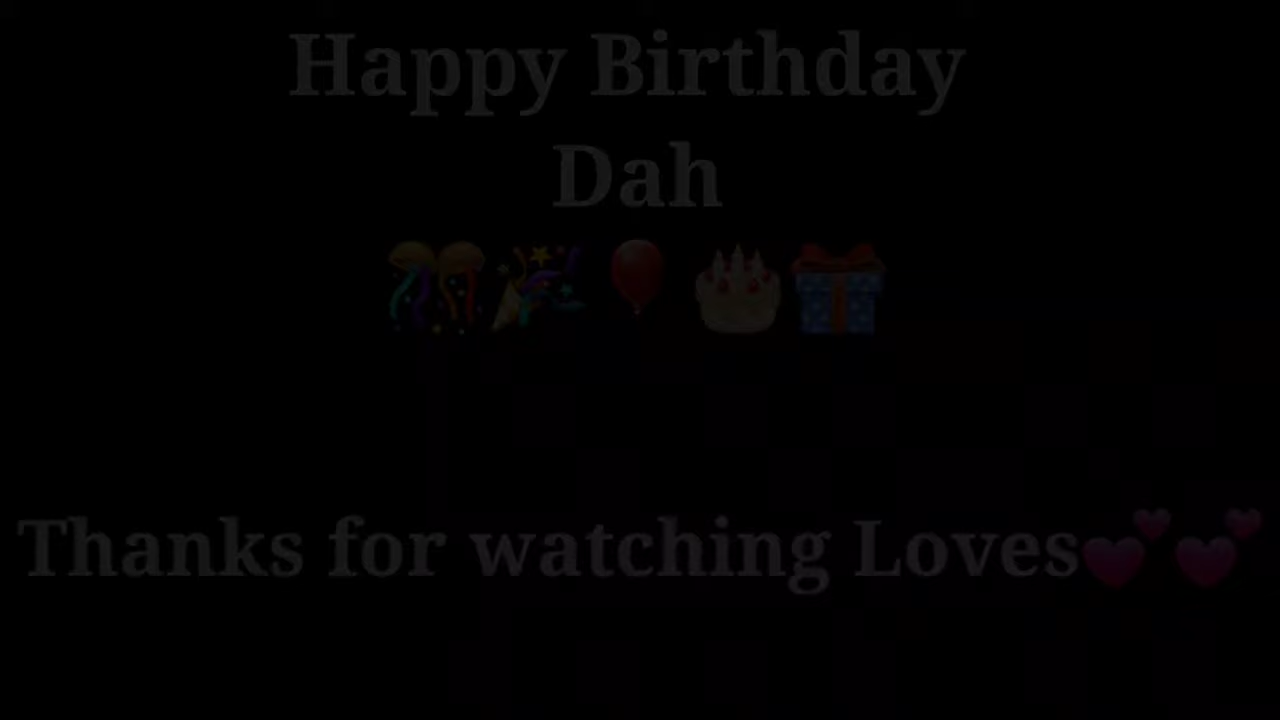 Happy Birthday
Dah
🎊🎉🎈🎂🎁
Thanks for watching Loves💕💕